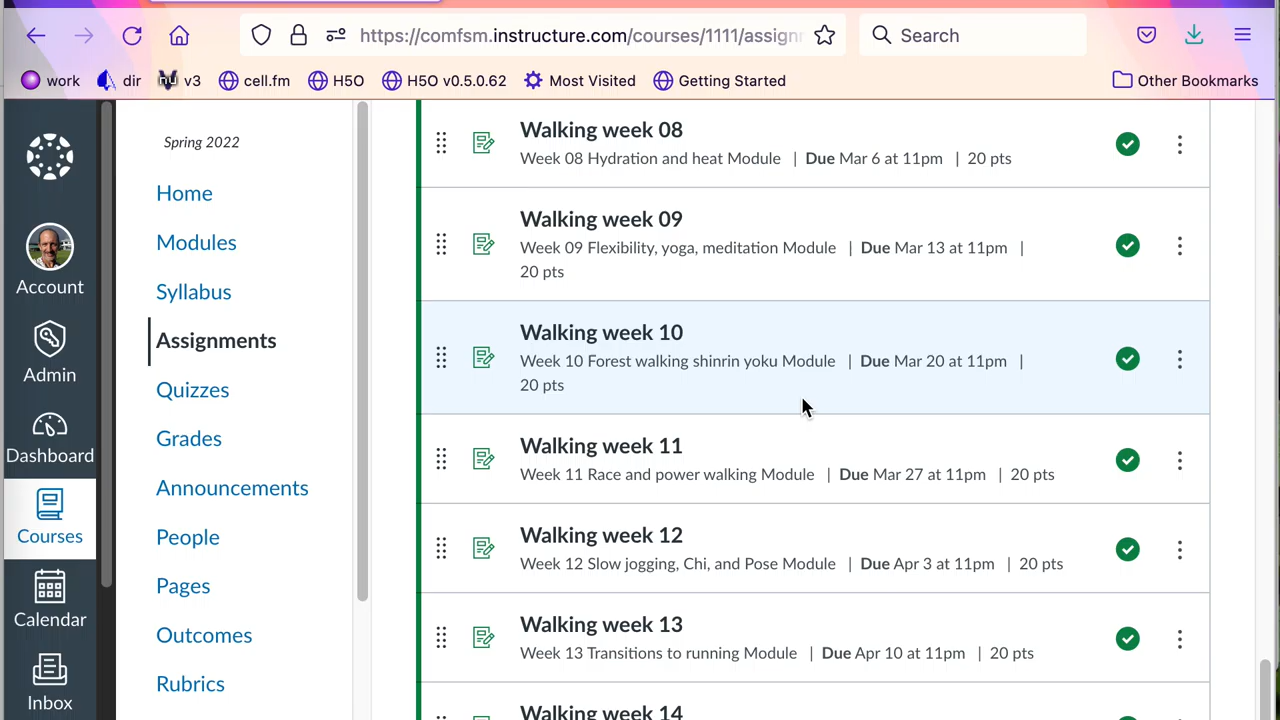 https://comfsm.instructure.com/courses/1111/assignm
Search
work
dir
v3
cell.fm
H5O
H5O v0.5.0.62
Most Visited
Getting Started
Other Bookmarks
Account
Admin
Dashboard
Courses
Calendar
Inbox
Spring 2022
Home
Modules
Syllabus
Assignments
Quizzes
Grades
Announcements
People
Pages
Outcomes
Rubrics
Walking week 08
Week 08 Hydration and heat Module | Due Mar 6 at 11pm | 20 pts
Walking week 09
Week 09 Flexibility, yoga, meditation Module | Due Mar 13 at 11pm |
20 pts
Walking week 10
Week 10 Forest walking shinrin yoku Module | Due Mar 20 at 11pm |
20 pts
Walking week 11
Week 11 Race and power walking Module | Due Mar 27 at 11pm | 20 pts
Walking week 12
Week 12 Slow jogging, Chi, and Pose Module | Due Apr 3 at 11pm | 20 pts
Walking week 13
Week 13 Transitions to running Module | Due Apr 10 at 11pm | 20 pts
Walking week 14